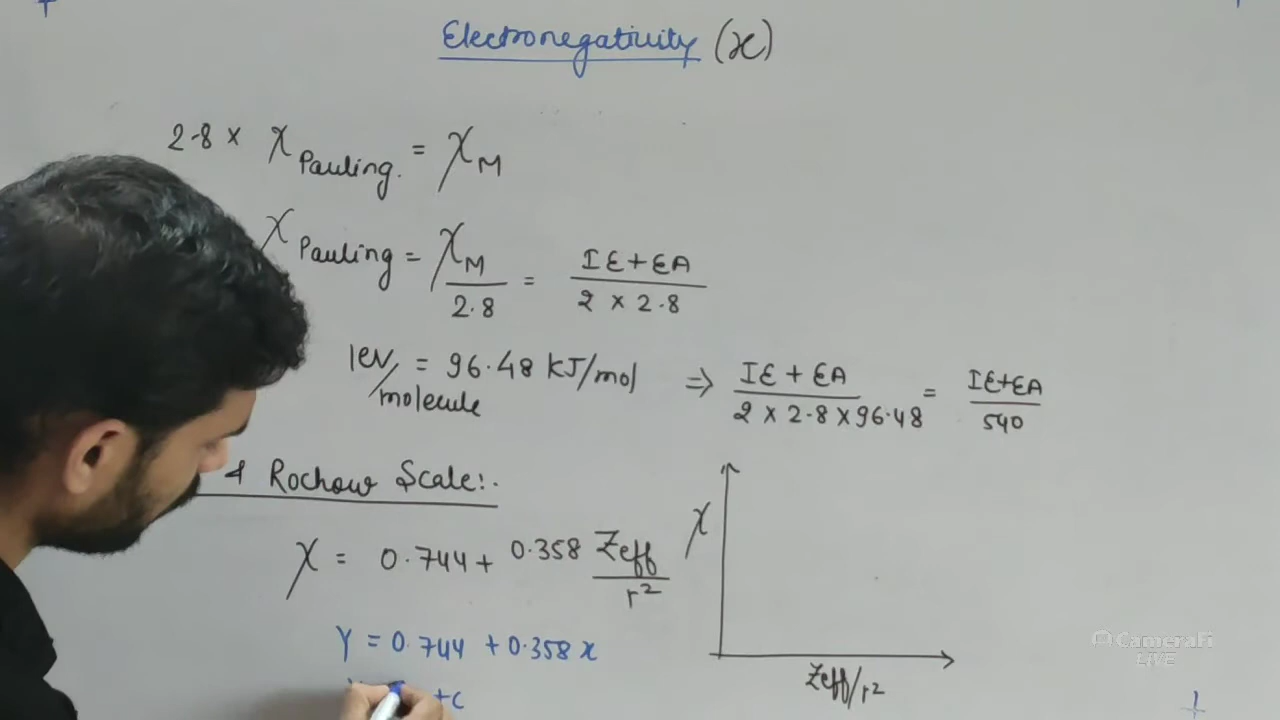 Electronegativity (x)
2.8 × χ Pauling. = χ M
χ Pauling = χ M / 2.8 = IE + EA / 2 × 2.8
1eV/molecule = 96.48 kJ/mol ⇒ IE + EA / 2 × 2.8 × 96.48 = IE+EA / 540
& Rochow Scale:.
χ = 0.744 + 0.358 Zeff / r²
χ
Y = 0.744 + 0.358 x
Zeff/r²
+c
CameraFi
LIVE